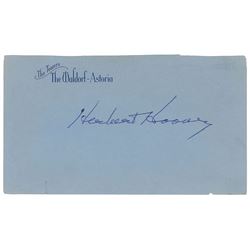 The Towers
The Waldorf-Astoria
Herbert Hoover